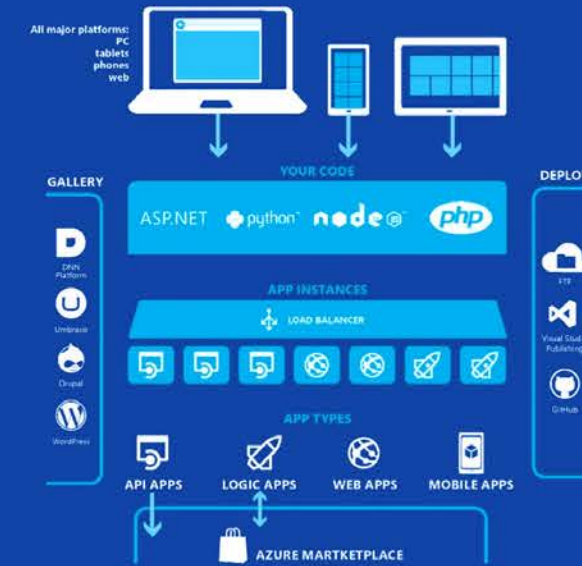 All major platforms:
PC
tablets
phones
web
YOUR CODE
GALLERY
DEPLO
ASP.NET python node php
DNN
Platform
FTP
APP INSTANCES
LOAD BALANCER
Umbraco
Visual Stud
Publishing
Drupal
GitHub
WordPress
APP TYPES
API APPS LOGIC APPS WEB APPS MOBILE APPS
AZURE MARTKETPLACE